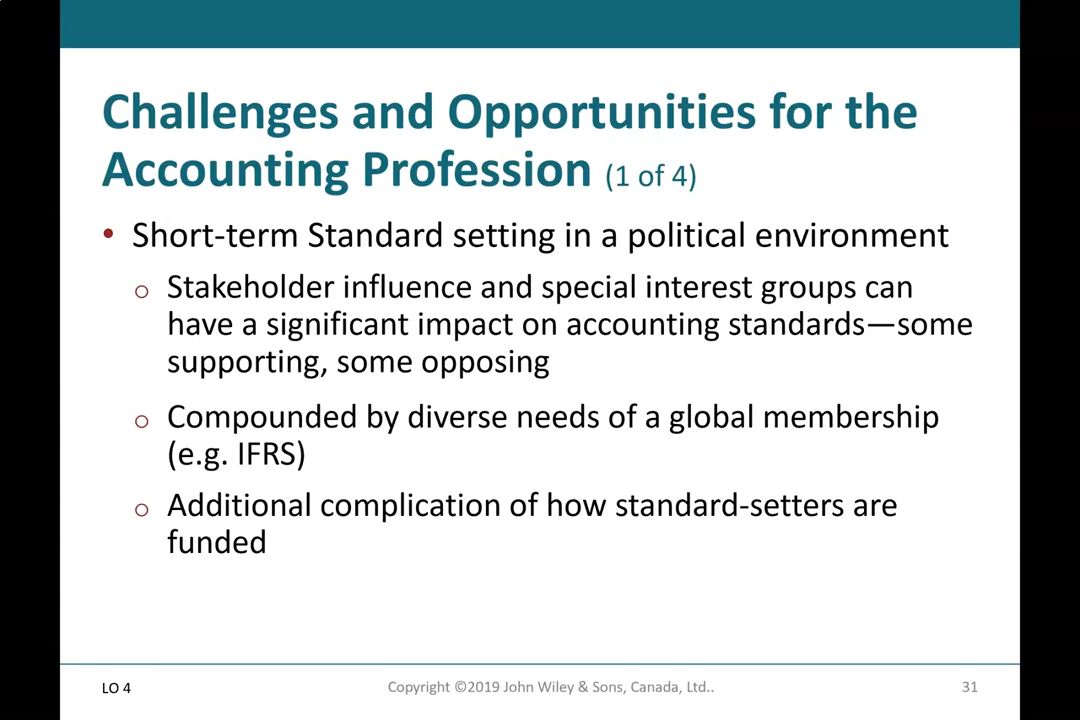 Challenges and Opportunities for the
Accounting Profession (1 of 4)
• Short-term Standard setting in a political environment
o Stakeholder influence and special interest groups can
have a significant impact on accounting standards—some
supporting, some opposing
o Compounded by diverse needs of a global membership
(e.g. IFRS)
o Additional complication of how standard-setters are
funded
LO 4
Copyright ©2019 John Wiley & Sons, Canada, Ltd..
31